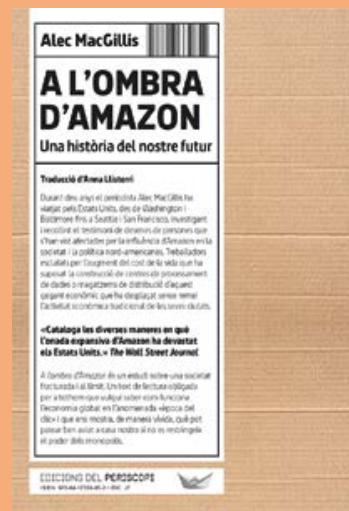 Alec MacGillis
A L'OMBRA
D'AMAZON
Una història del nostre futur
Traducció d'Anna Llisterri
Durant deu anys el periodista Alec MacGillis ha
viatjat pels Estats Units, des de Washington i
Baltimore fins a Seattle i San Francisco, investigant
i recollint el testimoni de desenes de persones que
s'han vist afectades per la influència d'Amazon en la
societat i la política nord-americanes. Treballadors
escaldats per l'augment del cost de la vida que ha
suposat la construcció de centres de processament
de dades o magatzems de distribució d'aquest
gegant econòmic que ha desplaçat sense remei
l'activitat econòmica tradicional de les seves ciutats.
«Cataloga les diverses maneres en què
l'onada expansiva d'Amazon ha devastat
els Estats Units.» The Wall Street Journal
A l'ombra d'Amazon és un estudi sobre una societat
fracturada i al límit. Un text de lectura obligada
per a tothom que vulgui saber com funciona
l'economia global en l'anomenada «època del
clic» i que ens mostra, de manera vívida, què pot
passar ben aviat a casa nostra si no es restringeix
el poder dels monopolis.
EDICIONS DEL PERISCOPI